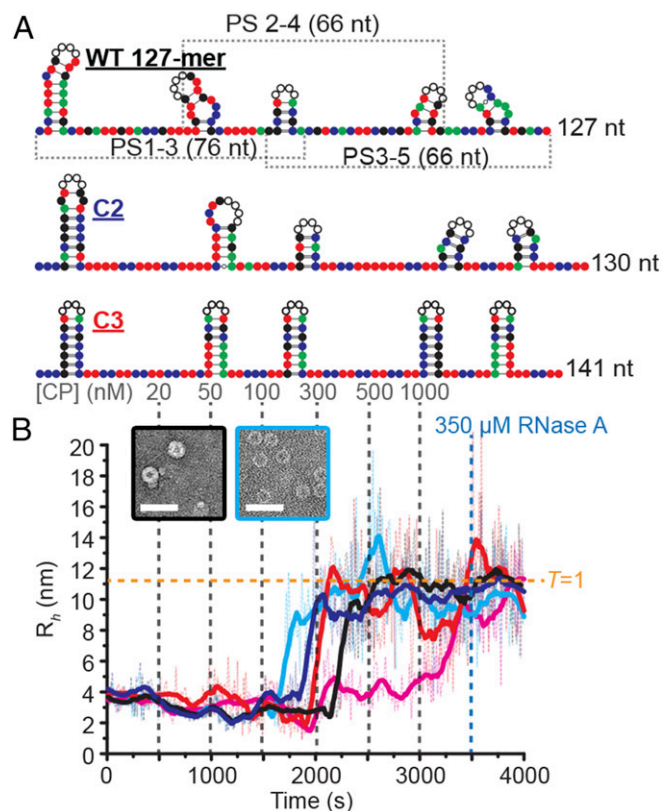 A
PS 2-4 (66 nt)
WT 127-mer
127 nt
PS1-3 (76 nt)
PS3-5 (66 nt)
C2
130 nt
C3
141 nt
[CP] (nM) 20 50 100 300 500 1000
B
350 µM RNase A
20
18
16
14
12
10
8
6
4
2
0
T=1
Rh (nm)
0 1000 2000 3000 4000
Time (s)